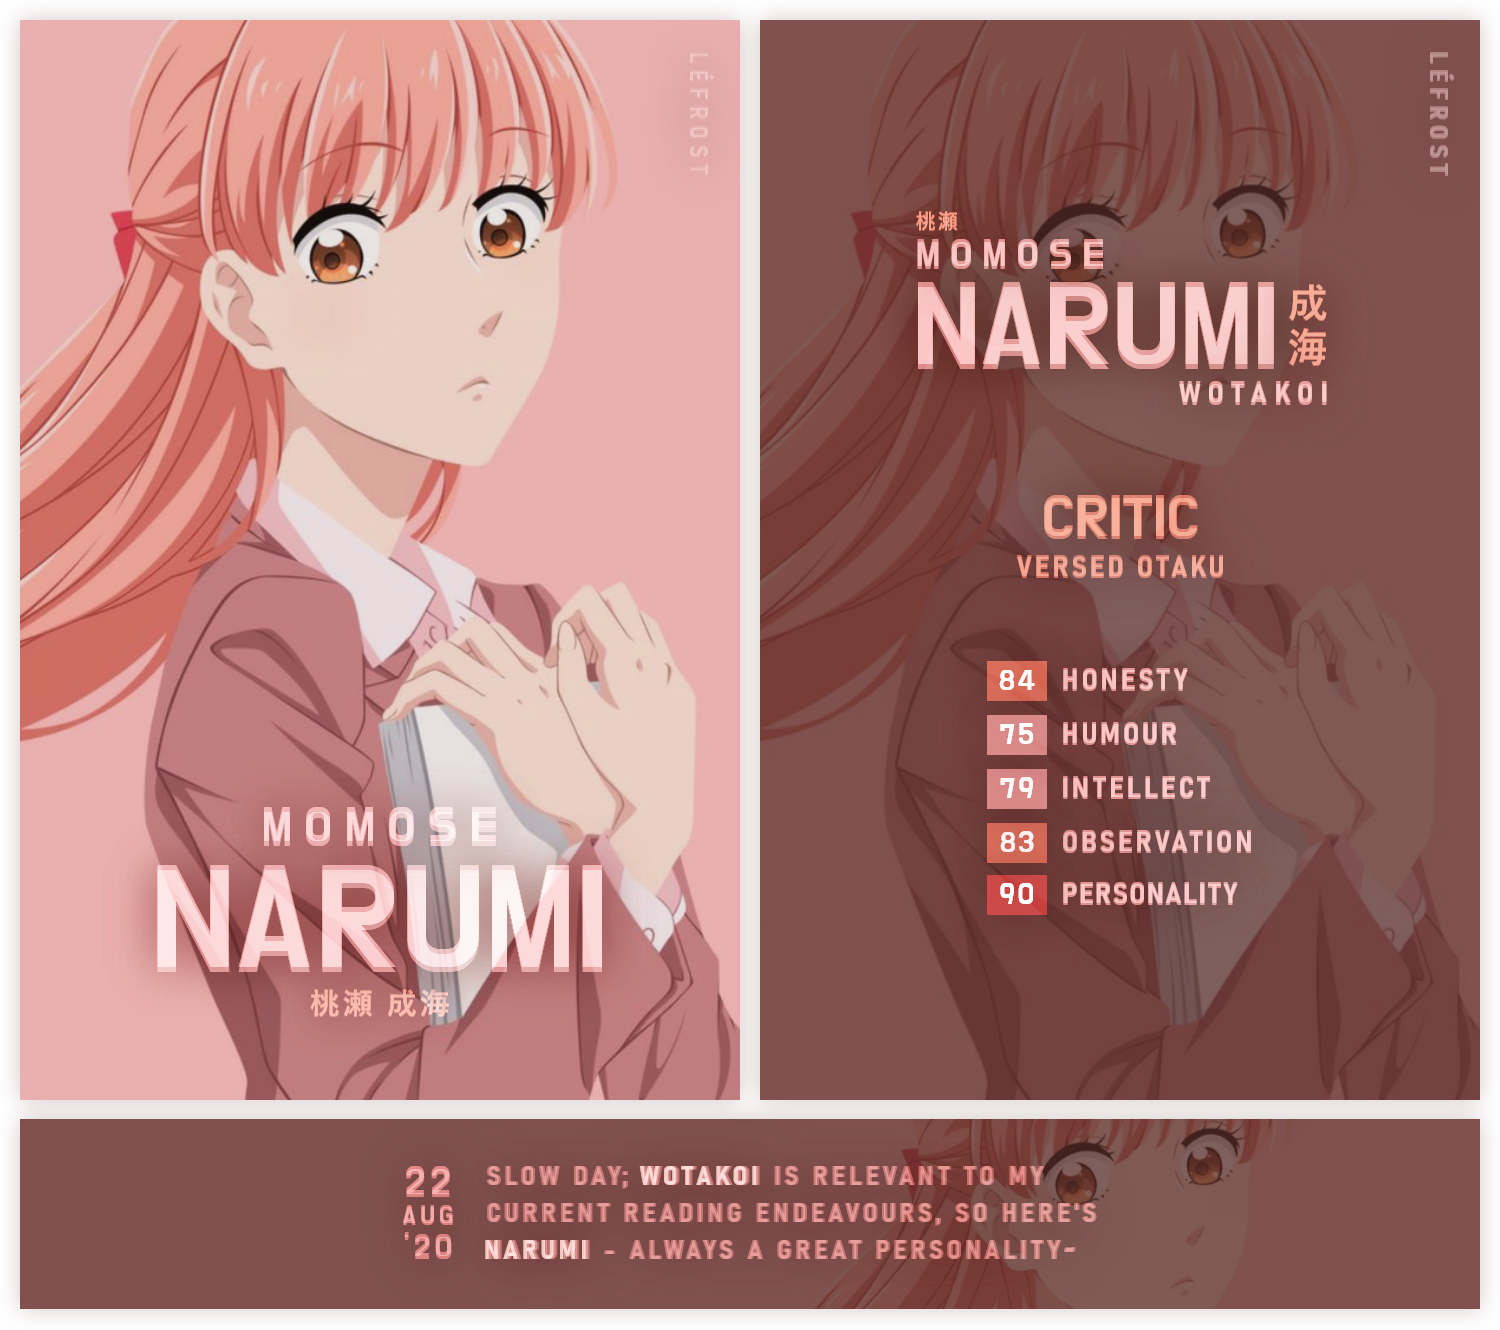 LÉFROST
MOMOSE
NARUMI
桃瀬 成海
LÉFROST
桃瀬
MOMOSE
NARUMI
成海
WOTAKOI
CRITIC
VERSED OTAKU
84 HONESTY
75 HUMOUR
79 INTELLECT
83 OBSERVATION
90 PERSONALITY
22
AUG
'20
SLOW DAY; WOTAKOI IS RELEVANT TO MY
CURRENT READING ENDEAVOURS, SO HERE'S
NARUMI - ALWAYS A GREAT PERSONALITY~